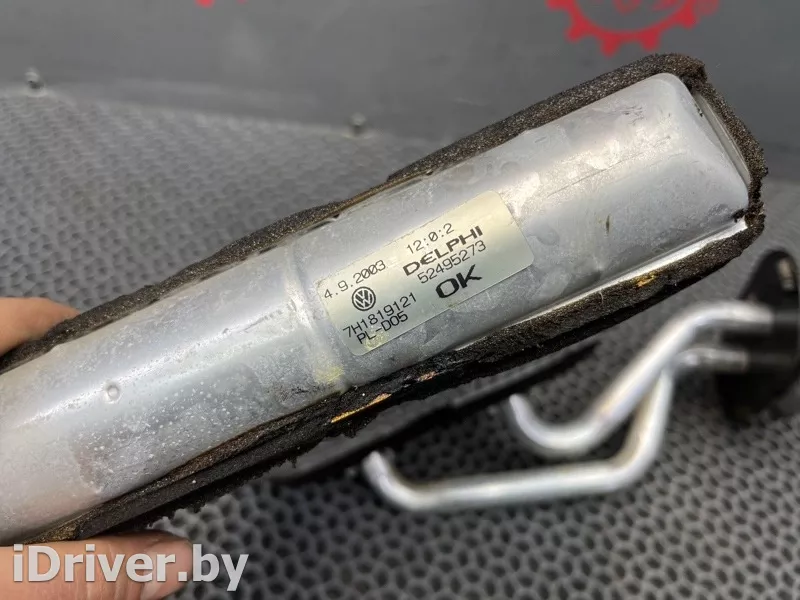 4.9.2003 12:0:2
DELPHI
7H1819121 52495273
PL-D05 OK
iDriver.by